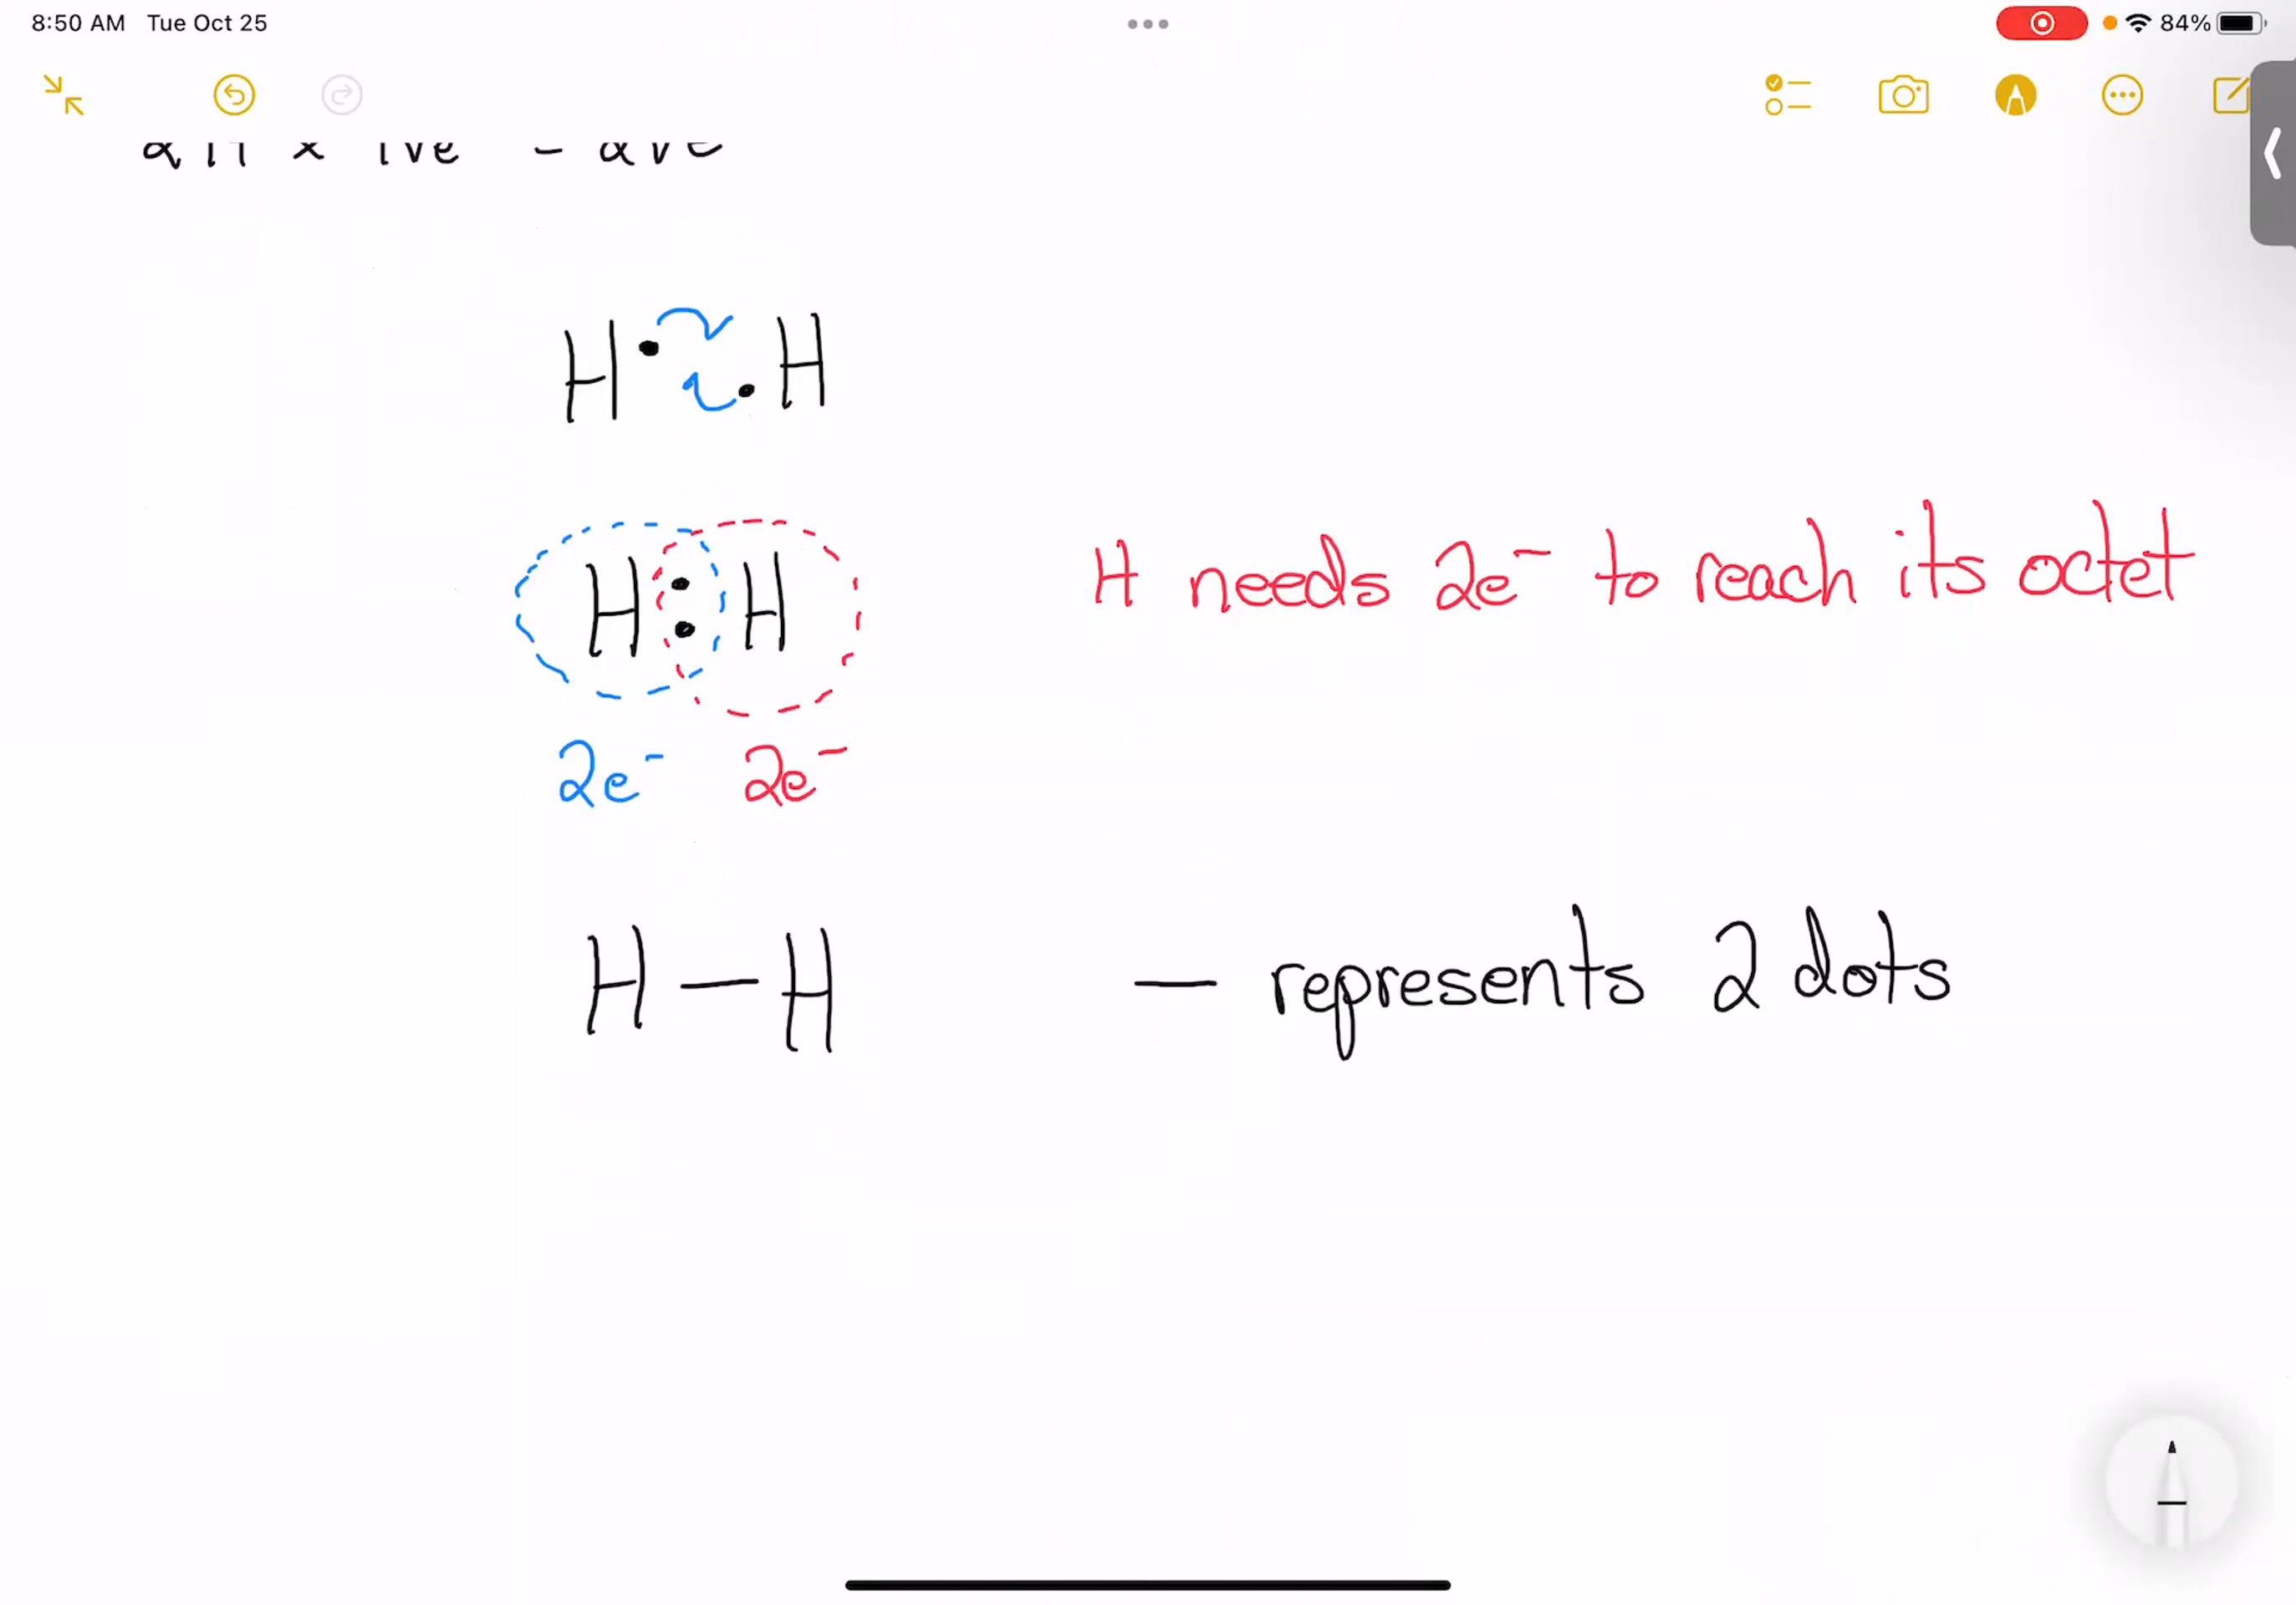 8:50 AM Tue Oct 25
84%
H · · H
H : H
H needs 2e⁻ to reach its octet
2e⁻ 2e⁻
H — H
— represents 2 dots